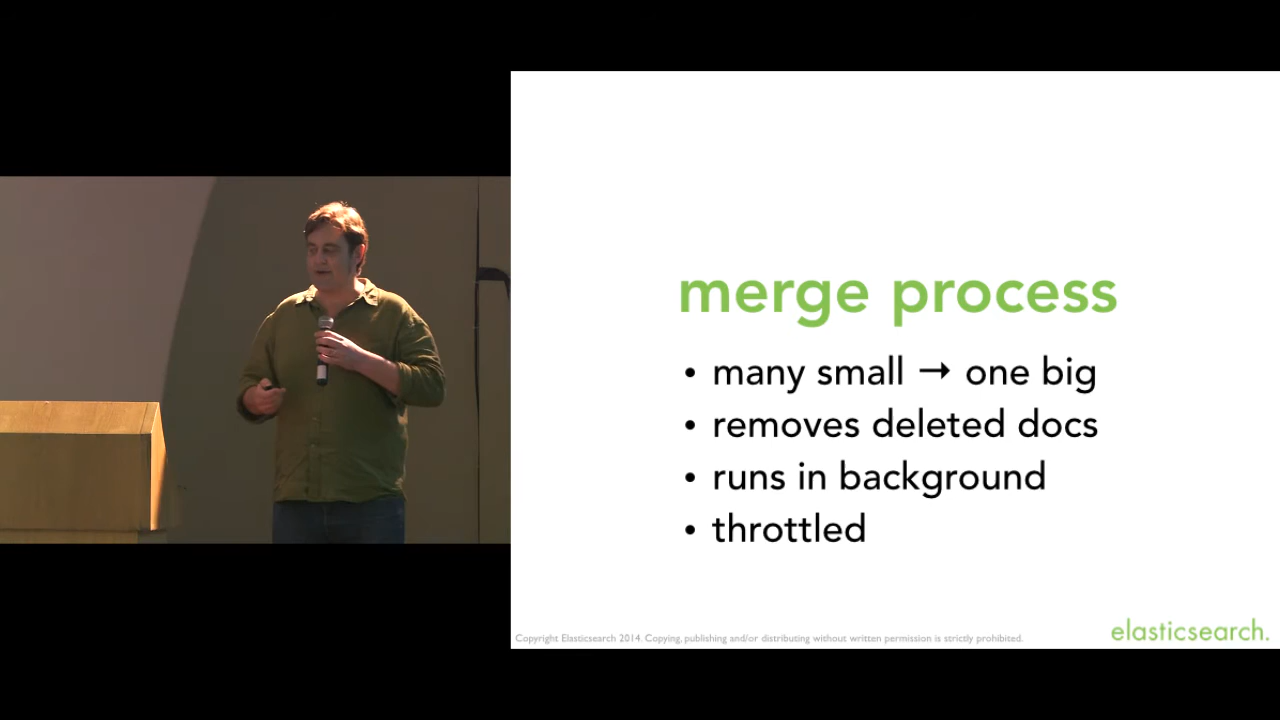 merge process
• many small → one big
• removes deleted docs
• runs in background
• throttled
Copyright Elasticsearch 2014. Copying, publishing and/or distributing without written permission is strictly prohibited.
elasticsearch.